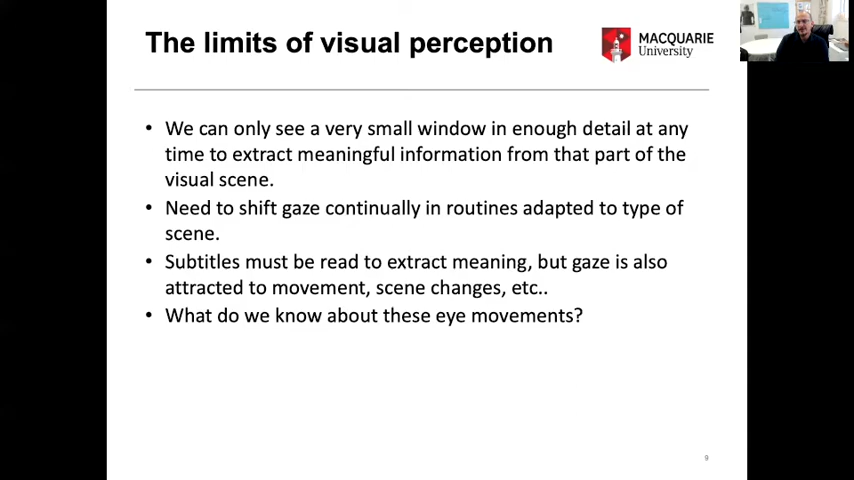 The limits of visual perception
MACQUARIE
University
• We can only see a very small window in enough detail at any
time to extract meaningful information from that part of the
visual scene.
• Need to shift gaze continually in routines adapted to type of
scene.
• Subtitles must be read to extract meaning, but gaze is also
attracted to movement, scene changes, etc..
• What do we know about these eye movements?
9